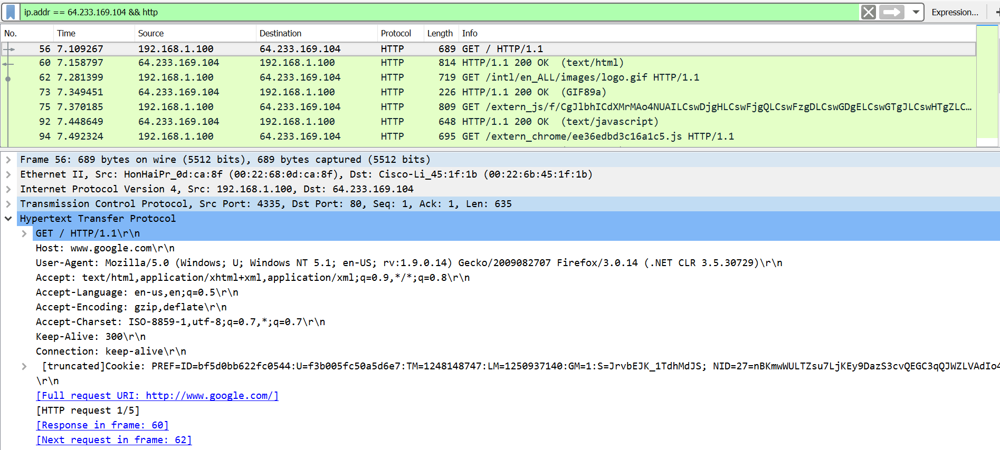 ip.addr == 64.233.169.104 && http
Expression...
No. Time Source Destination Protocol Length Info
56 7.109267 192.168.1.100 64.233.169.104 HTTP 689 GET / HTTP/1.1
60 7.158797 64.233.169.104 192.168.1.100 HTTP 814 HTTP/1.1 200 OK (text/html)
62 7.281399 192.168.1.100 64.233.169.104 HTTP 719 GET /intl/en_ALL/images/logo.gif HTTP/1.1
73 7.349451 64.233.169.104 192.168.1.100 HTTP 226 HTTP/1.1 200 OK (GIF89a)
75 7.370185 192.168.1.100 64.233.169.104 HTTP 809 GET /extern_js/f/CgJlbhICdXMrMAo4NUAILCswDjgHLCswFjgQLCswFzgDLCswGDgELCswGTgJLCswHTgZLC…
92 7.448649 64.233.169.104 192.168.1.100 HTTP 648 HTTP/1.1 200 OK (text/javascript)
94 7.492324 192.168.1.100 64.233.169.104 HTTP 695 GET /extern_chrome/ee36edbd3c16a1c5.js HTTP/1.1
Frame 56: 689 bytes on wire (5512 bits), 689 bytes captured (5512 bits)
Ethernet II, Src: HonHaiPr_0d:ca:8f (00:22:68:0d:ca:8f), Dst: Cisco-Li_45:1f:1b (00:22:6b:45:1f:1b)
Internet Protocol Version 4, Src: 192.168.1.100, Dst: 64.233.169.104
Transmission Control Protocol, Src Port: 4335, Dst Port: 80, Seq: 1, Ack: 1, Len: 635
Hypertext Transfer Protocol
GET / HTTP/1.1\r\n
Host: www.google.com\r\n
User-Agent: Mozilla/5.0 (Windows; U; Windows NT 5.1; en-US; rv:1.9.0.14) Gecko/2009082707 Firefox/3.0.14 (.NET CLR 3.5.30729)\r\n
Accept: text/html,application/xhtml+xml,application/xml;q=0.9,*/*;q=0.8\r\n
Accept-Language: en-us,en;q=0.5\r\n
Accept-Encoding: gzip,deflate\r\n
Accept-Charset: ISO-8859-1,utf-8;q=0.7,*;q=0.7\r\n
Keep-Alive: 300\r\n
Connection: keep-alive\r\n
[truncated]Cookie: PREF=ID=bf5d0bb622fc0544:U=f3b005fc50a5d6e7:TM=1248148747:LM=1250937140:GM=1:S=JrvbEJK_1TdhMdJS; NID=27=nBKmwWULTZsu7LjKEy9DazS3cvQEGC3qQJWZLVAdIo4
\r\n
[Full request URI: http://www.google.com/]
[HTTP request 1/5]
[Response in frame: 60]
[Next request in frame: 62]